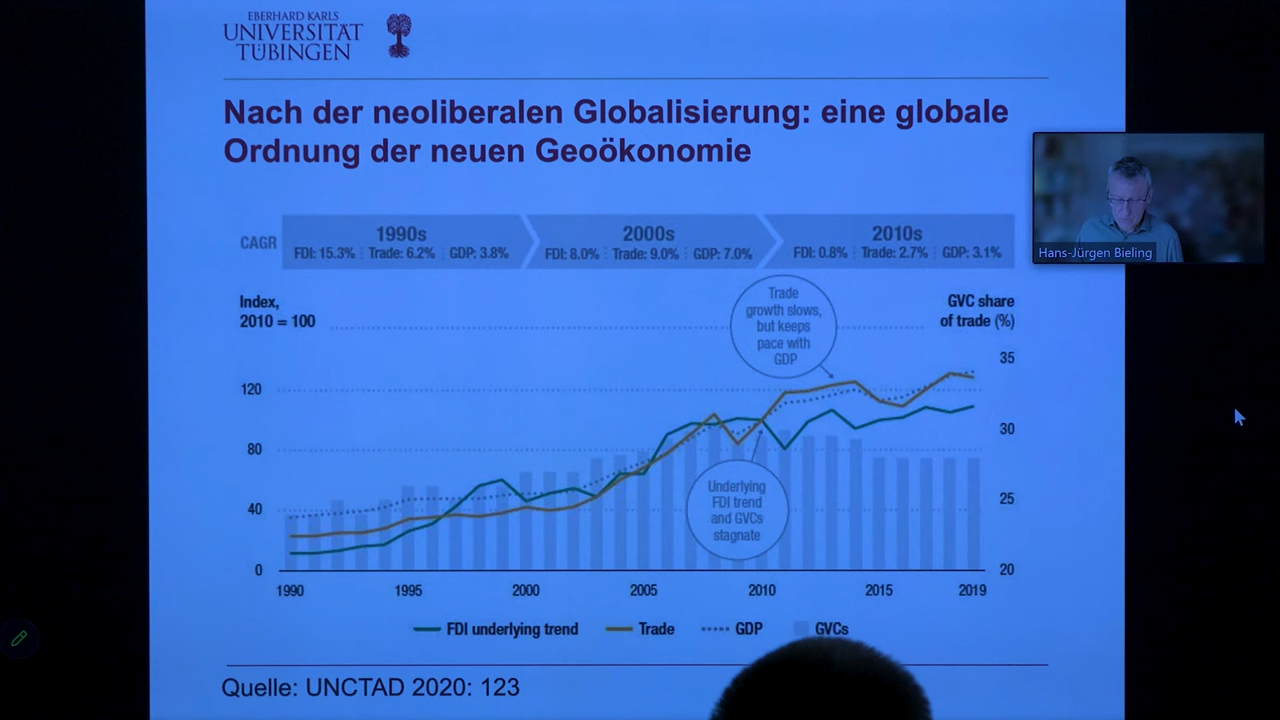 EBERHARD KARLS
UNIVERSITÄT
TÜBINGEN
Nach der neoliberalen Globalisierung: eine globale
Ordnung der neuen Geoökonomie
Hans-Jürgen Bieling
CAGR
1990s
FDI: 15.3% Trade: 6.2% GDP: 3.8%
2000s
FDI: 8.0% Trade: 9.0% GDP: 7.0%
2010s
FDI: 0.8% Trade: 2.7% GDP: 3.1%
Index,
2010 = 100
GVC share
of trade (%)
Trade
growth slows,
but keeps
pace with
GDP
Underlying
FDI trend
and GVCs
stagnate
120
80
40
0
35
30
25
20
1990 1995 2000 2005 2010 2015 2019
FDI underlying trend Trade GDP GVCs
Quelle: UNCTAD 2020: 123